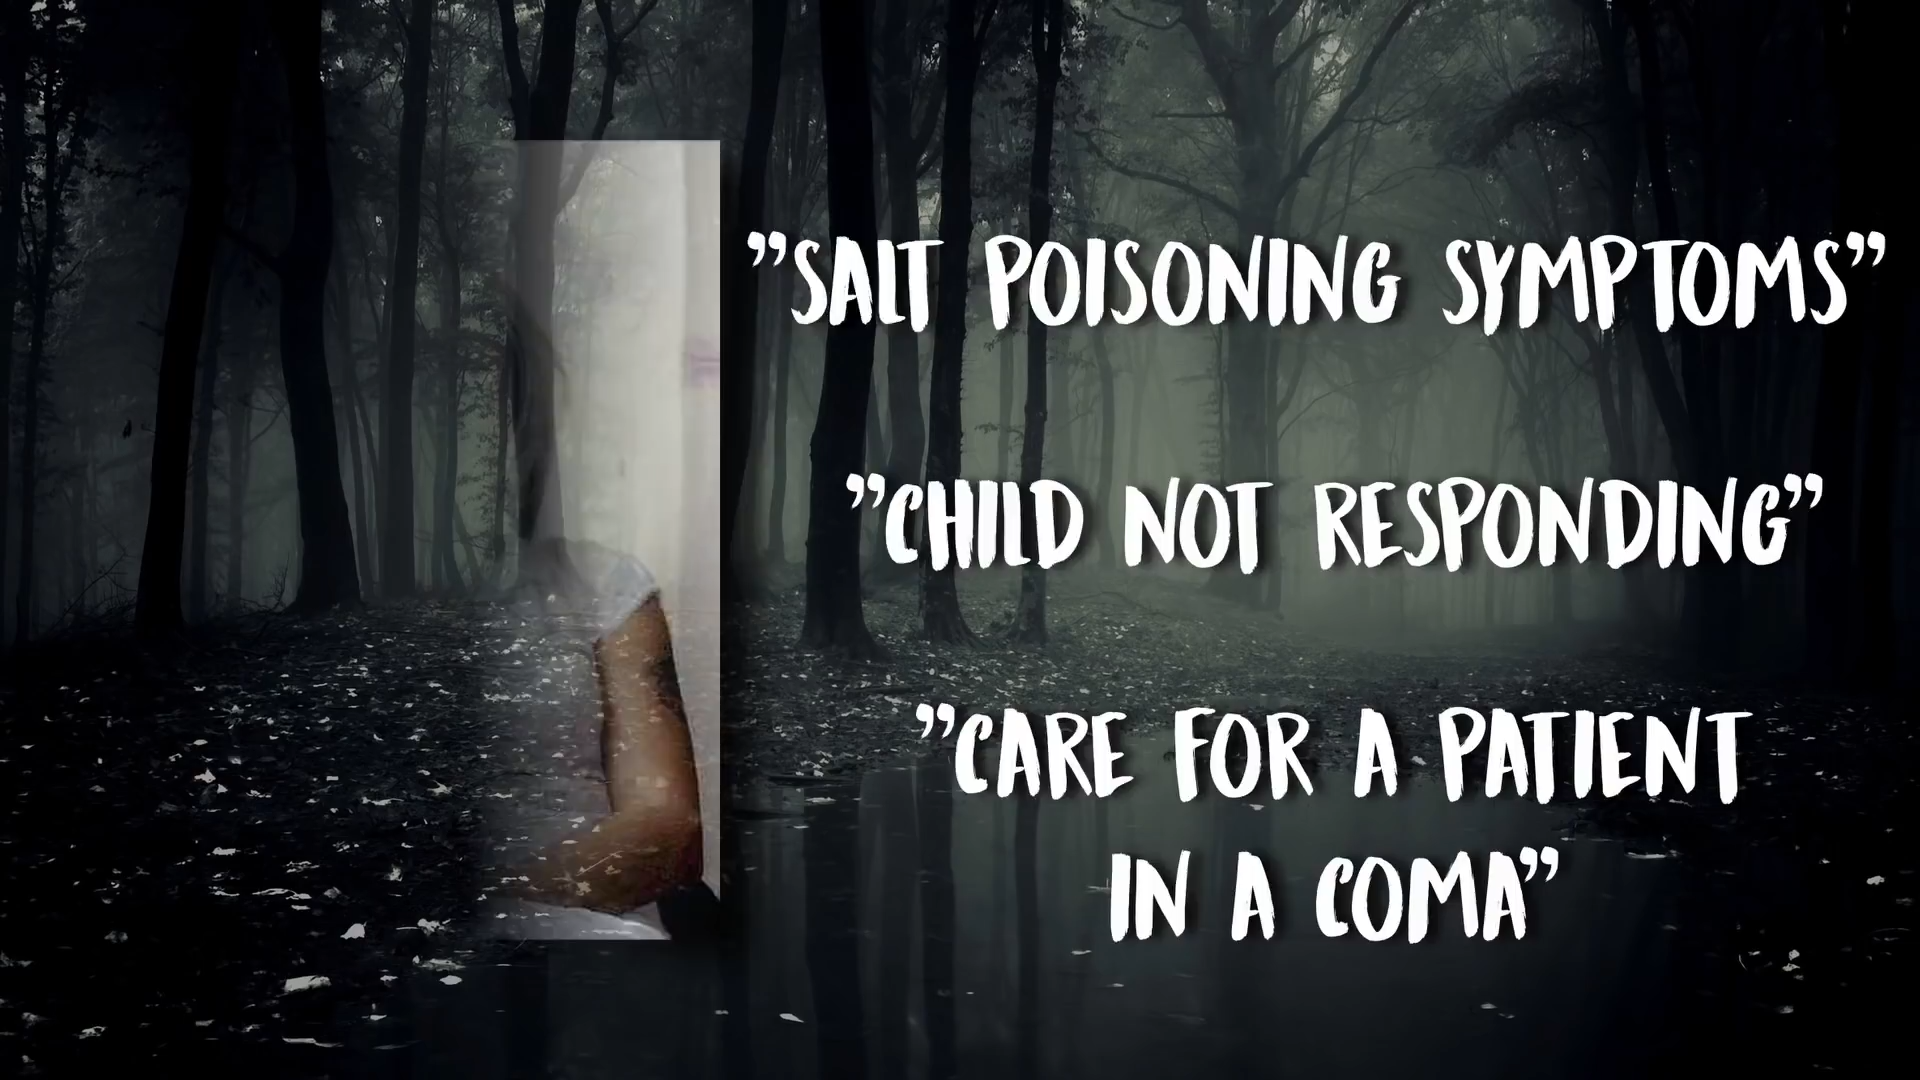 ”SALT POISONING SYMPTOMS”
”CHILD NOT RESPONDING”
”CARE FOR A PATIENT
IN A COMA”